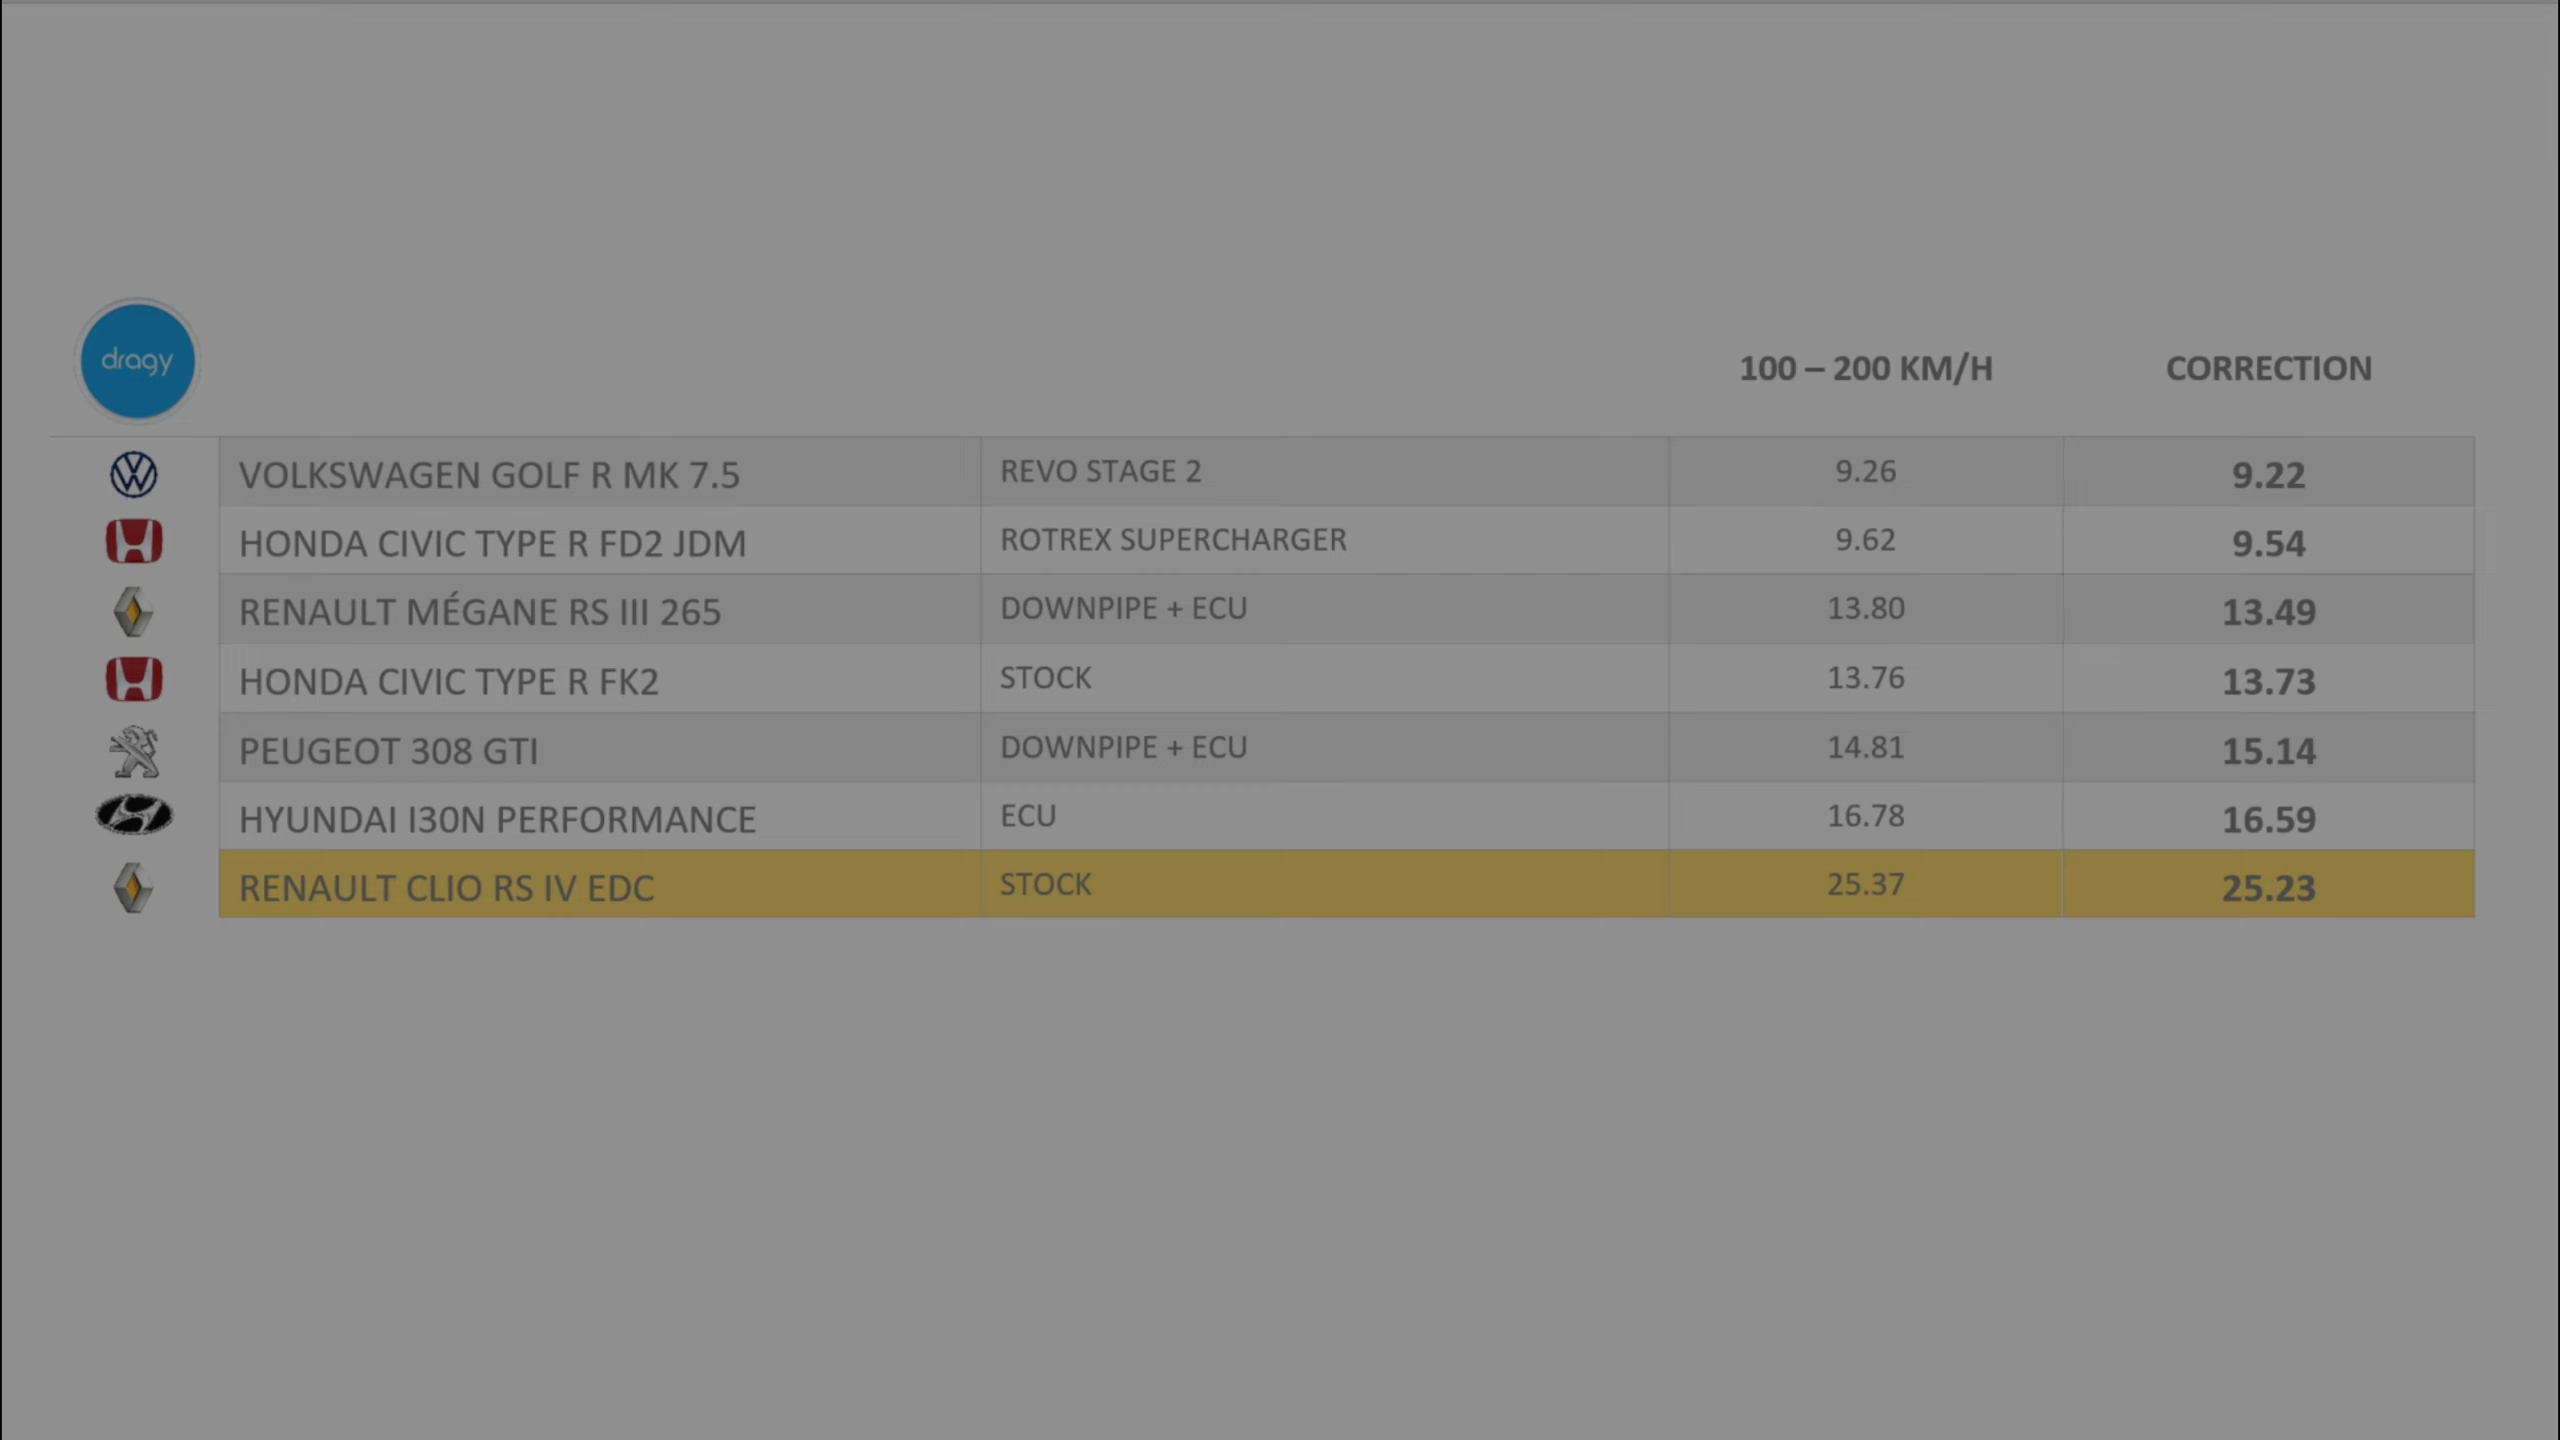 dragy
100 – 200 KM/H CORRECTION
VOLKSWAGEN GOLF R MK 7.5 REVO STAGE 2 9.26 9.22
HONDA CIVIC TYPE R FD2 JDM ROTREX SUPERCHARGER 9.62 9.54
RENAULT MÉGANE RS III 265 DOWNPIPE + ECU 13.80 13.49
HONDA CIVIC TYPE R FK2 STOCK 13.76 13.73
PEUGEOT 308 GTI DOWNPIPE + ECU 14.81 15.14
HYUNDAI I30N PERFORMANCE ECU 16.78 16.59
RENAULT CLIO RS IV EDC STOCK 25.37 25.23